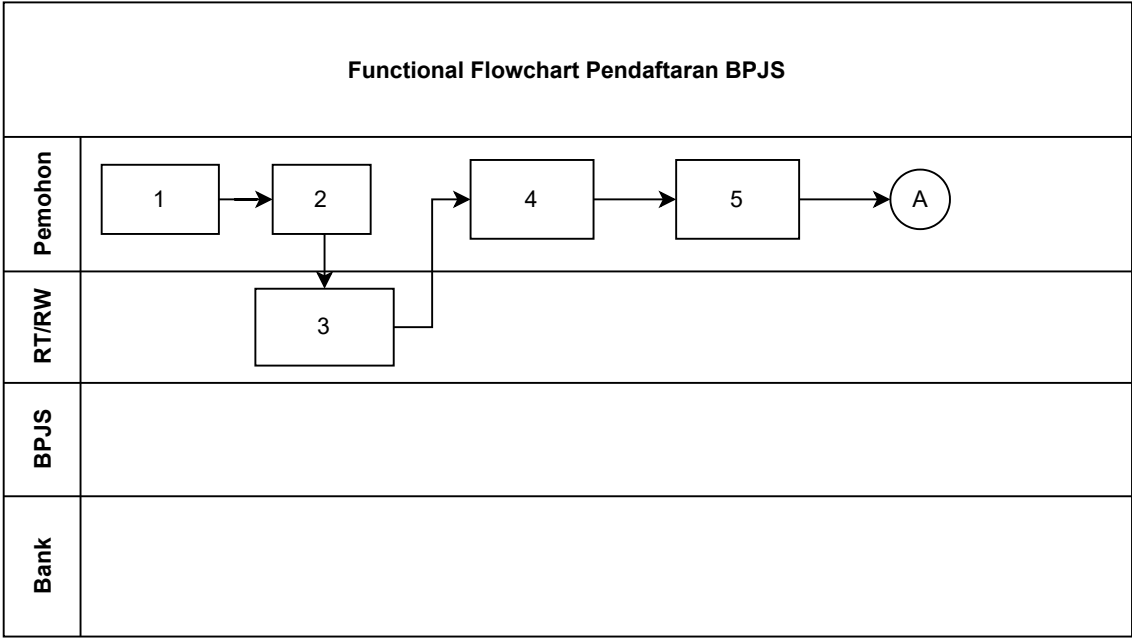 Functional Flowchart Pendaftaran BPJS
Pemohon
1
2
4
5
A
RT/RW
3
BPJS
Bank